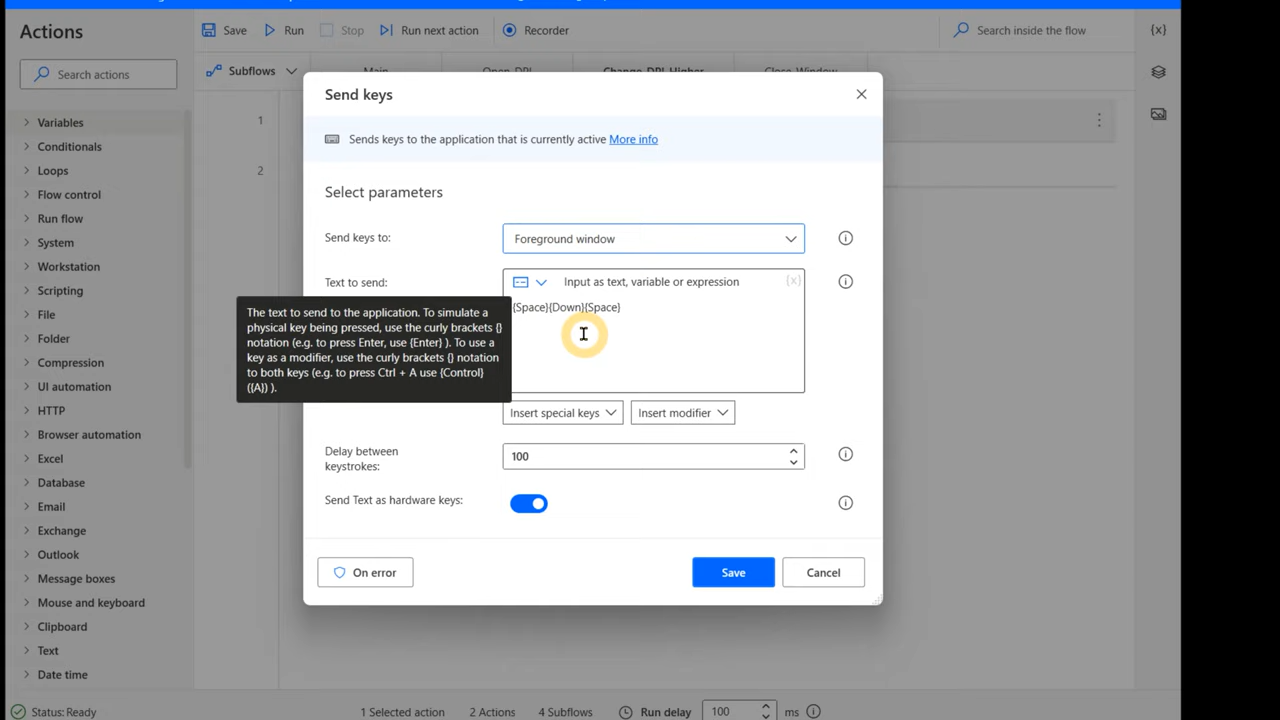 Actions
Save
Run
Stop
Run next action
Recorder
Search inside the flow
{x}
Search actions
Subflows
Main
Change_DPI_Higher
Close_Window
Variables
Conditionals
Loops
Flow control
Run flow
System
Workstation
Scripting
File
Folder
Compression
UI automation
HTTP
Browser automation
Excel
Database
Email
Exchange
Outlook
Message boxes
Mouse and keyboard
Clipboard
Text
Date time
1
2
Send keys
Sends keys to the application that is currently active More info
Select parameters
Send keys to:
Foreground window
Text to send:
Input as text, variable or expression
{x}
{Space}{Down}{Space}
The text to send to the application. To simulate a
physical key being pressed, use the curly brackets {}
notation (e.g. to press Enter, use {Enter} ). To use a
key as a modifier, use the curly brackets {} notation
to both keys (e.g. to press Ctrl + A use {Control}
({A}) ).
Insert special keys
Insert modifier
Delay between
keystrokes:
100
Send Text as hardware keys:
On error
Save
Cancel
Status: Ready
1 Selected action
2 Actions
4 Subflows
Run delay
100
ms